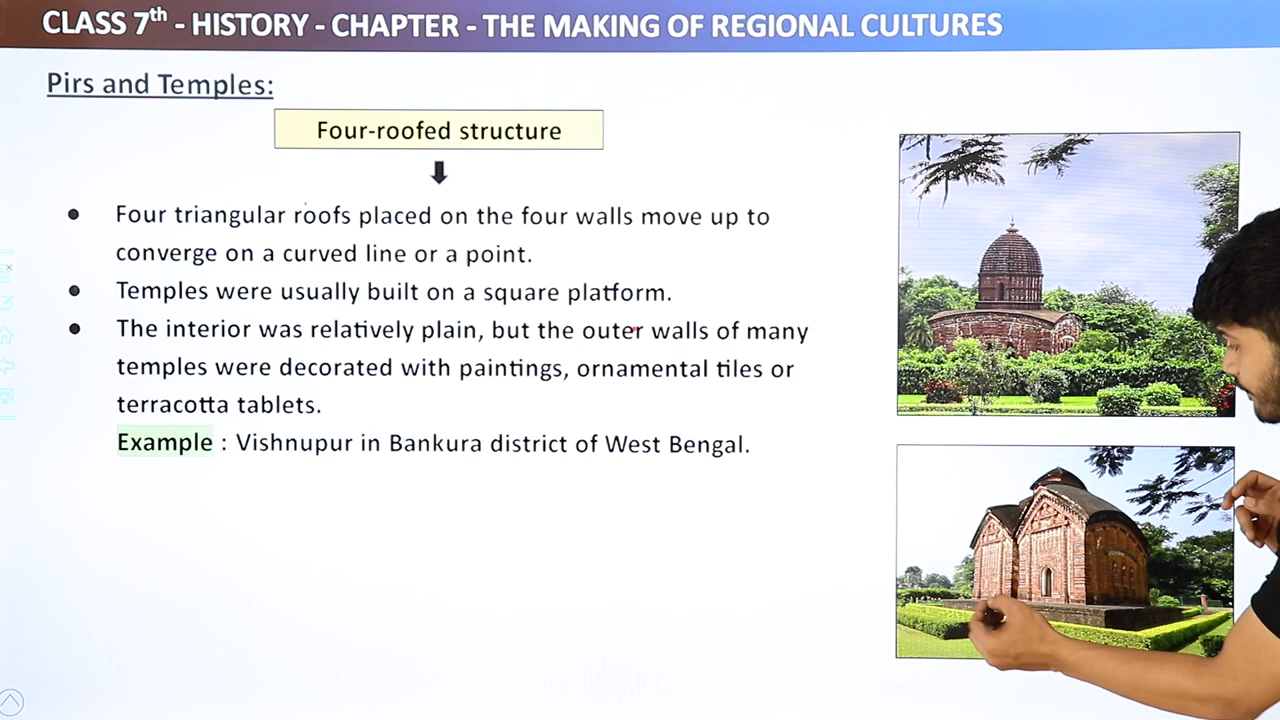 CLASS 7th - HISTORY - CHAPTER - THE MAKING OF REGIONAL CULTURES
Pirs and Temples:
Four-roofed structure
● Four triangular roofs placed on the four walls move up to
converge on a curved line or a point.
● Temples were usually built on a square platform.
● The interior was relatively plain, but the outer walls of many
temples were decorated with paintings, ornamental tiles or
terracotta tablets.
Example : Vishnupur in Bankura district of West Bengal.